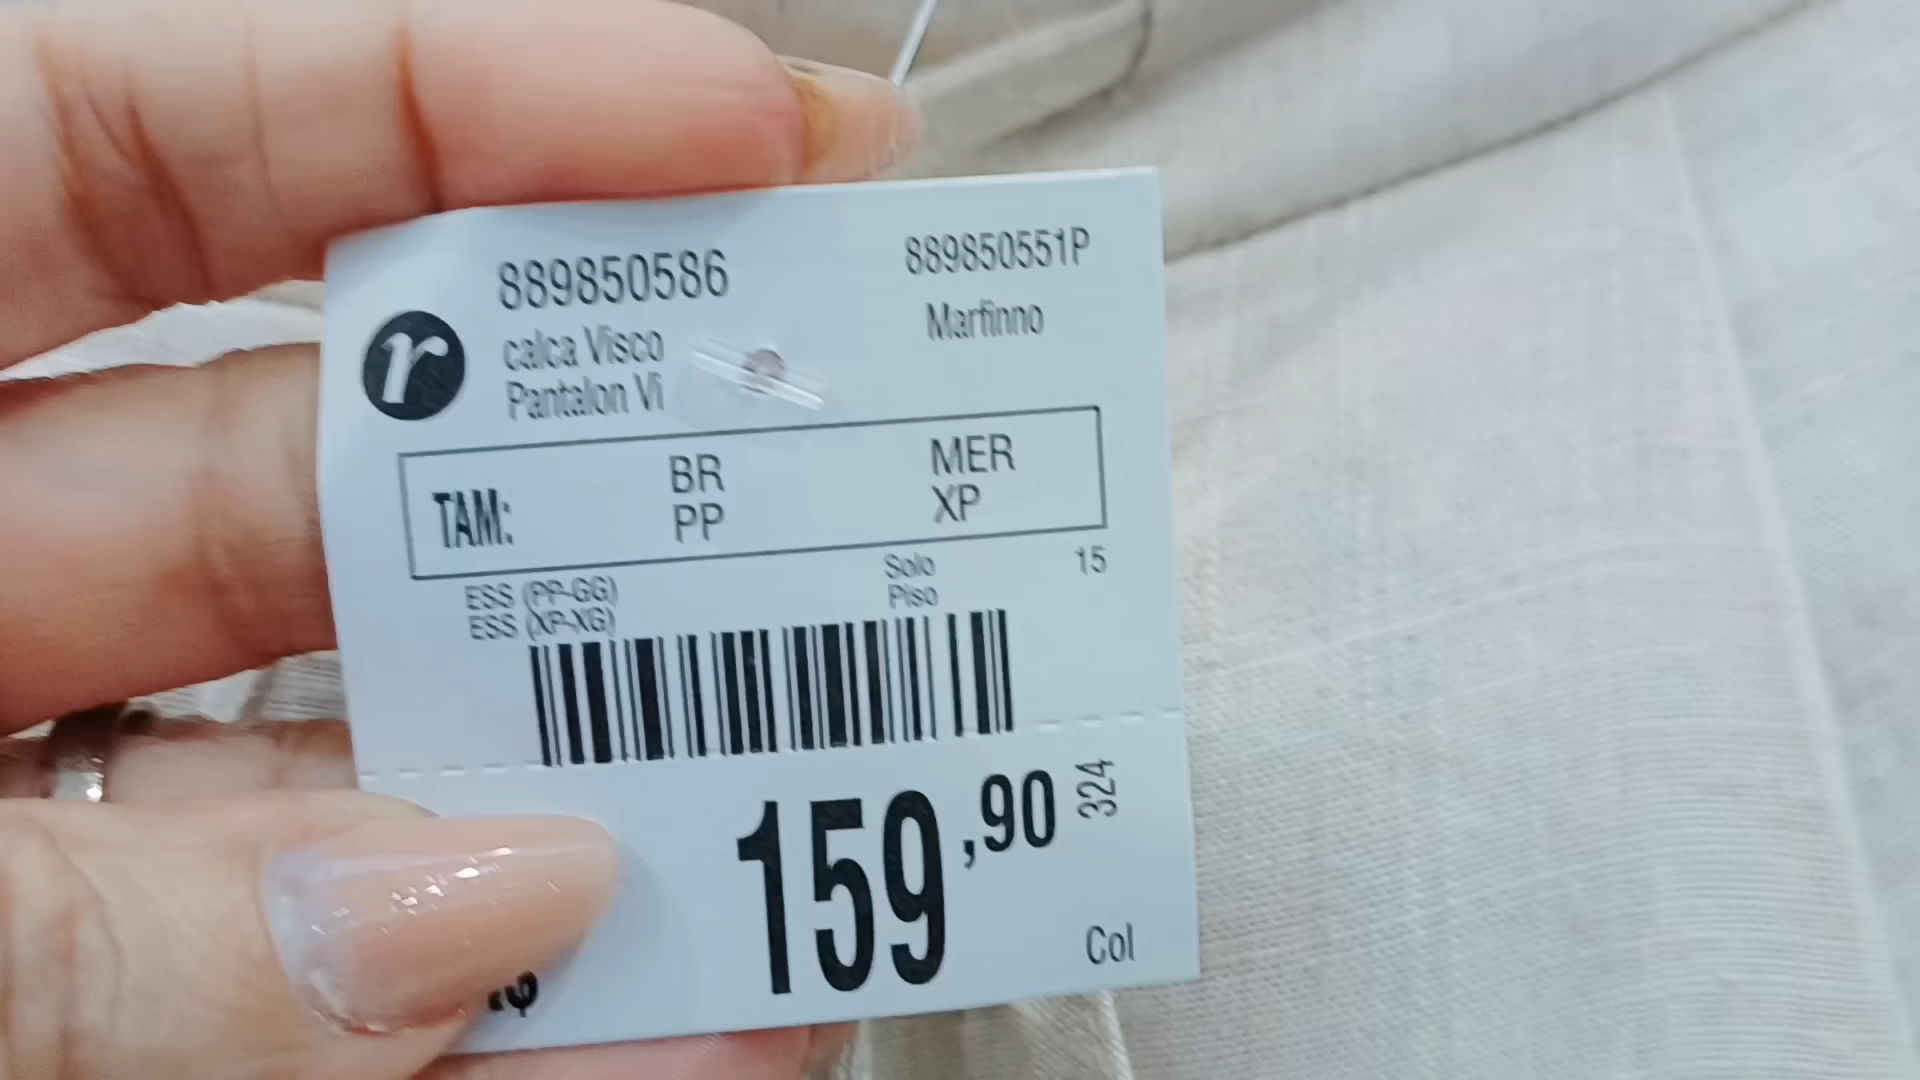 889850586
889850551P
r
calca Visco
Marfinno
Pantalon Vi
TAM:
BR
MER
PP
XP
ESS (PP-GG)
Solo
15
ESS (XP-XG)
Piso
159,90
324
Col